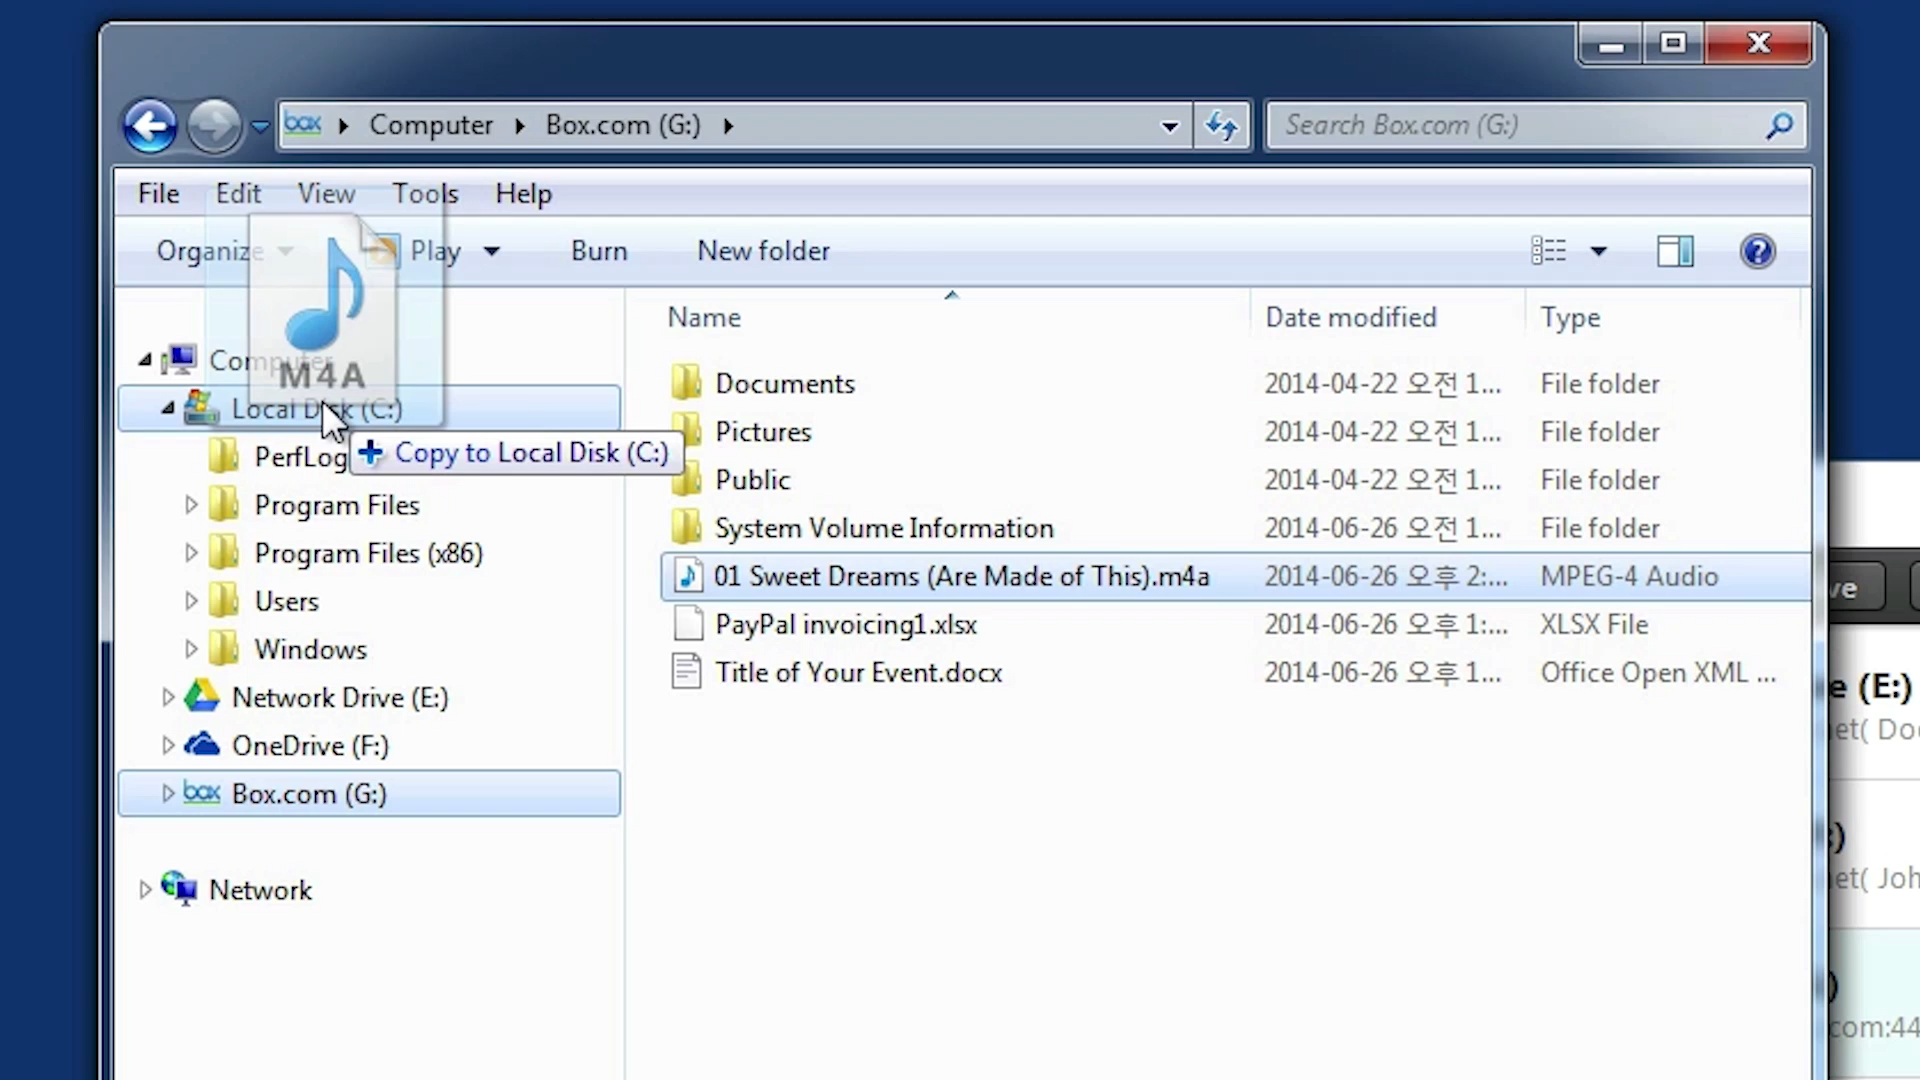 box Computer Box.com (G:)
Search Box.com (G:)
File Edit View Tools Help
Organize Play Burn New folder
M4A
Name Date modified Type
Computer
Local Disk (C:)
Copy to Local Disk (C:)
Program Files
Program Files (x86)
Users
Windows
Network Drive (E:)
OneDrive (F:)
box Box.com (G:)
Network
Documents 2014-04-22 오전 1... File folder
Pictures 2014-04-22 오전 1... File folder
Public 2014-04-22 오전 1... File folder
System Volume Information 2014-06-26 오전 1... File folder
01 Sweet Dreams (Are Made of This).m4a 2014-06-26 오후 2:... MPEG-4 Audio
PayPal invoicing1.xlsx 2014-06-26 오후 1:... XLSX File
Title of Your Event.docx 2014-06-26 오후 1... Office Open XML ...
(E:)